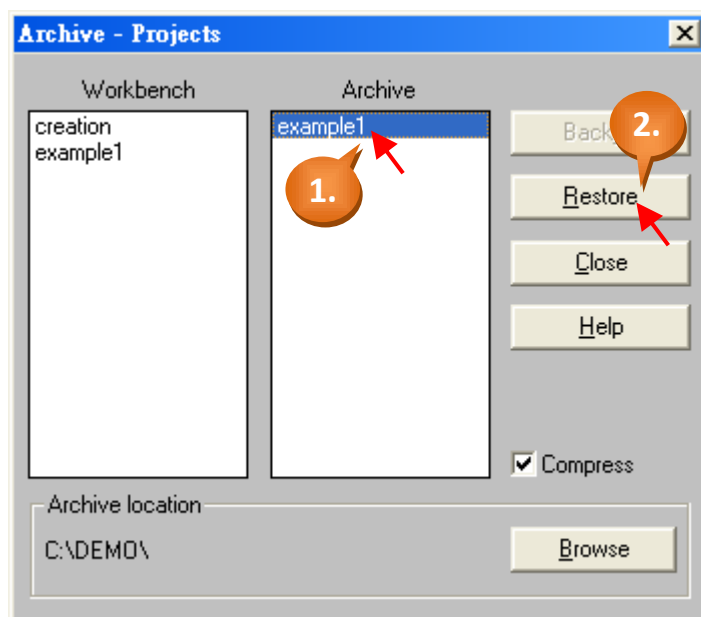 Archive - Projects
Workbench
Archive
creation
example1
example1
1.
2.
Restore
Close
Help
Compress
Archive location
C:\DEMO\
Browse